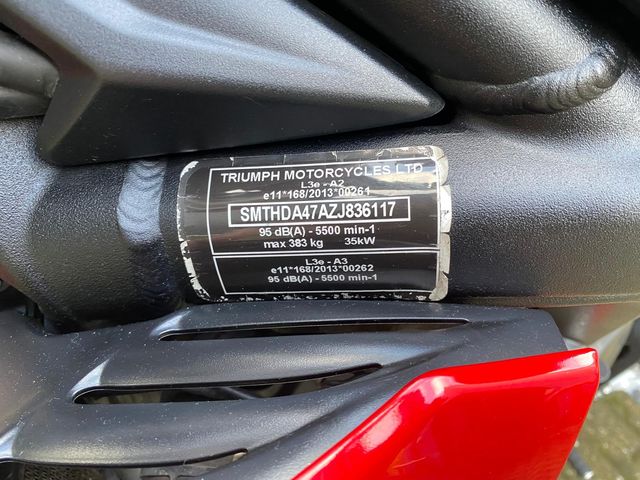 TRIUMPH MOTORCYCLES LTD
L3e - A2
e11*168/2013*00261
SMTHDA47AZJ836117
95 dB(A) - 5500 min-1
max 383 kg 35kW
L3e - A3
e11*168/2013*00262
95 dB(A) - 5500 min-1